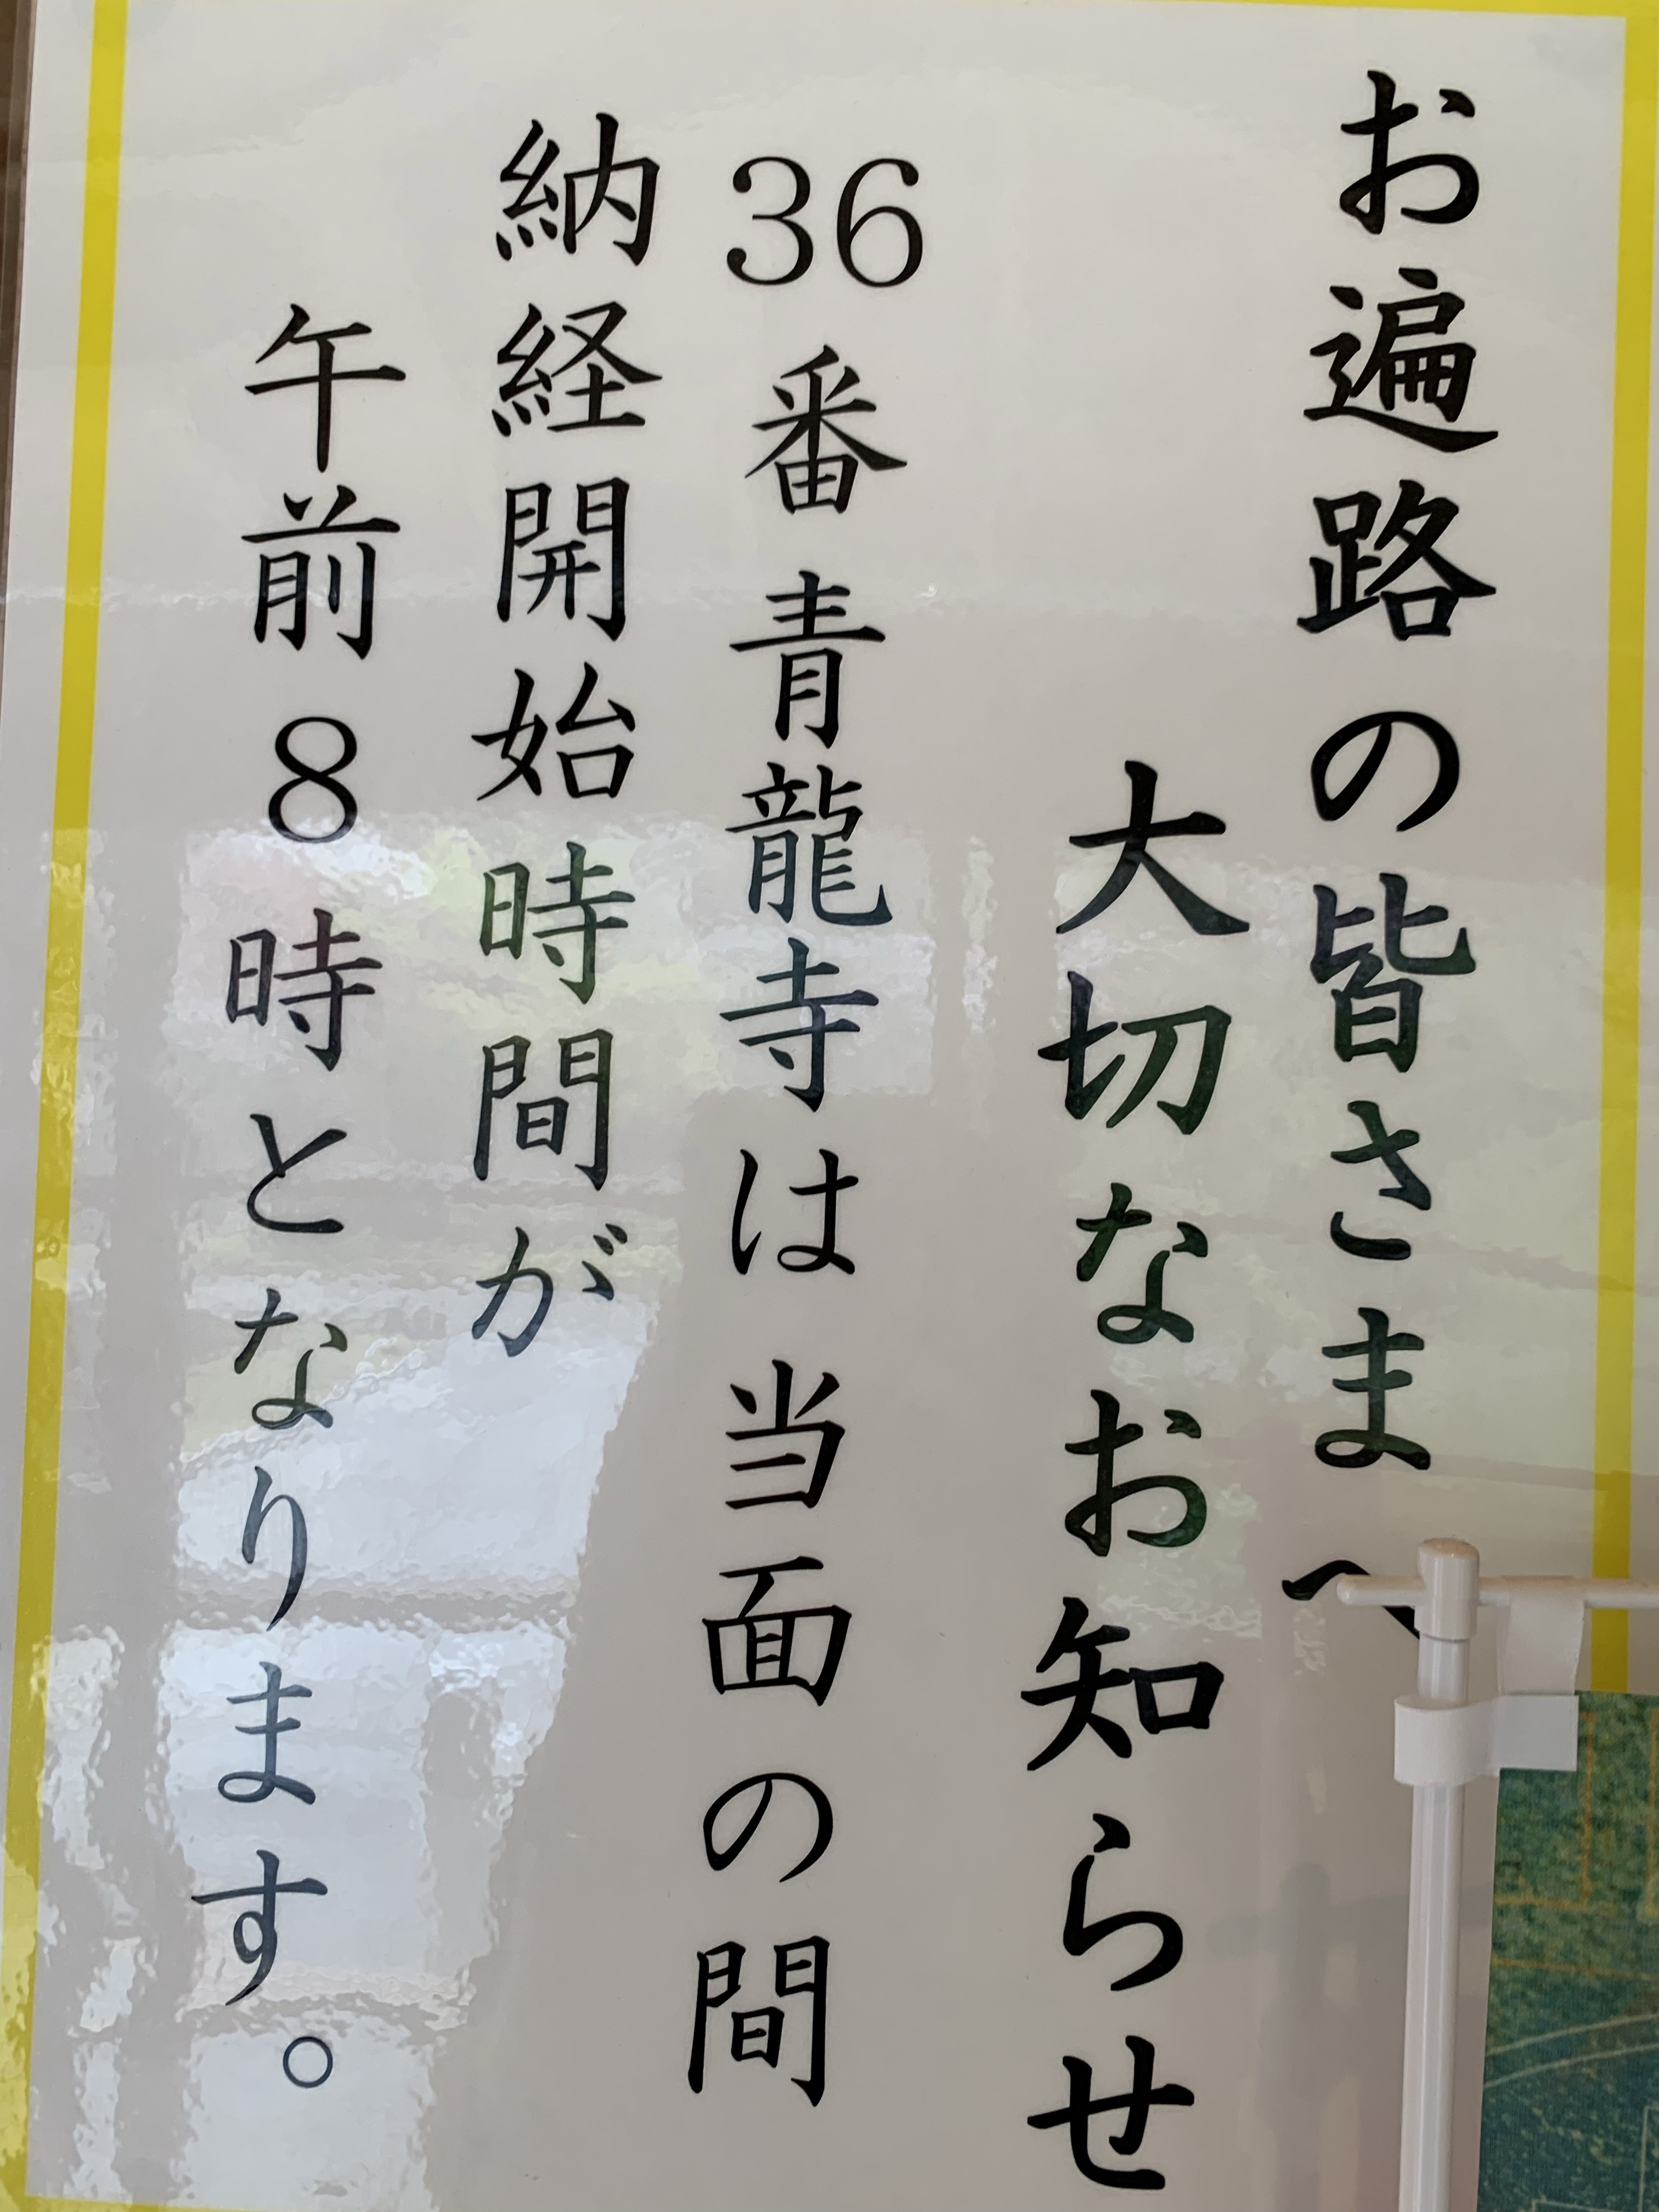 お遍路の皆さまへ
大切なお知らせ
36番青龍寺は当面の間
納経開始時間が
午前8時となります。